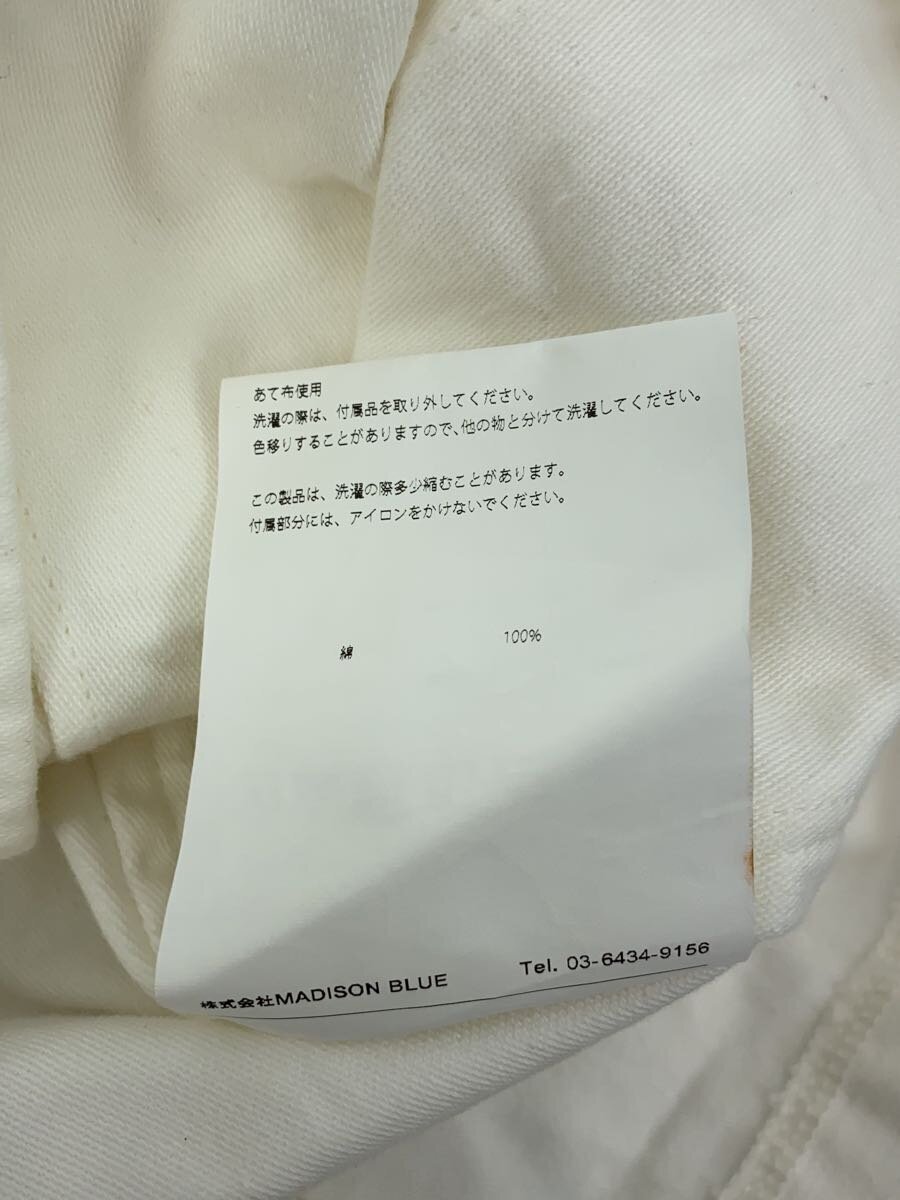 あて布使用
洗濯の際は、付属品を取り外してください。
色移りすることがありますので、他の物と分けて洗濯してください。
この製品は、洗濯の際多少縮むことがあります。
付属部分には、アイロンをかけないでください。
綿 100%
株式会社MADISON BLUE Tel. 03-6434-9156